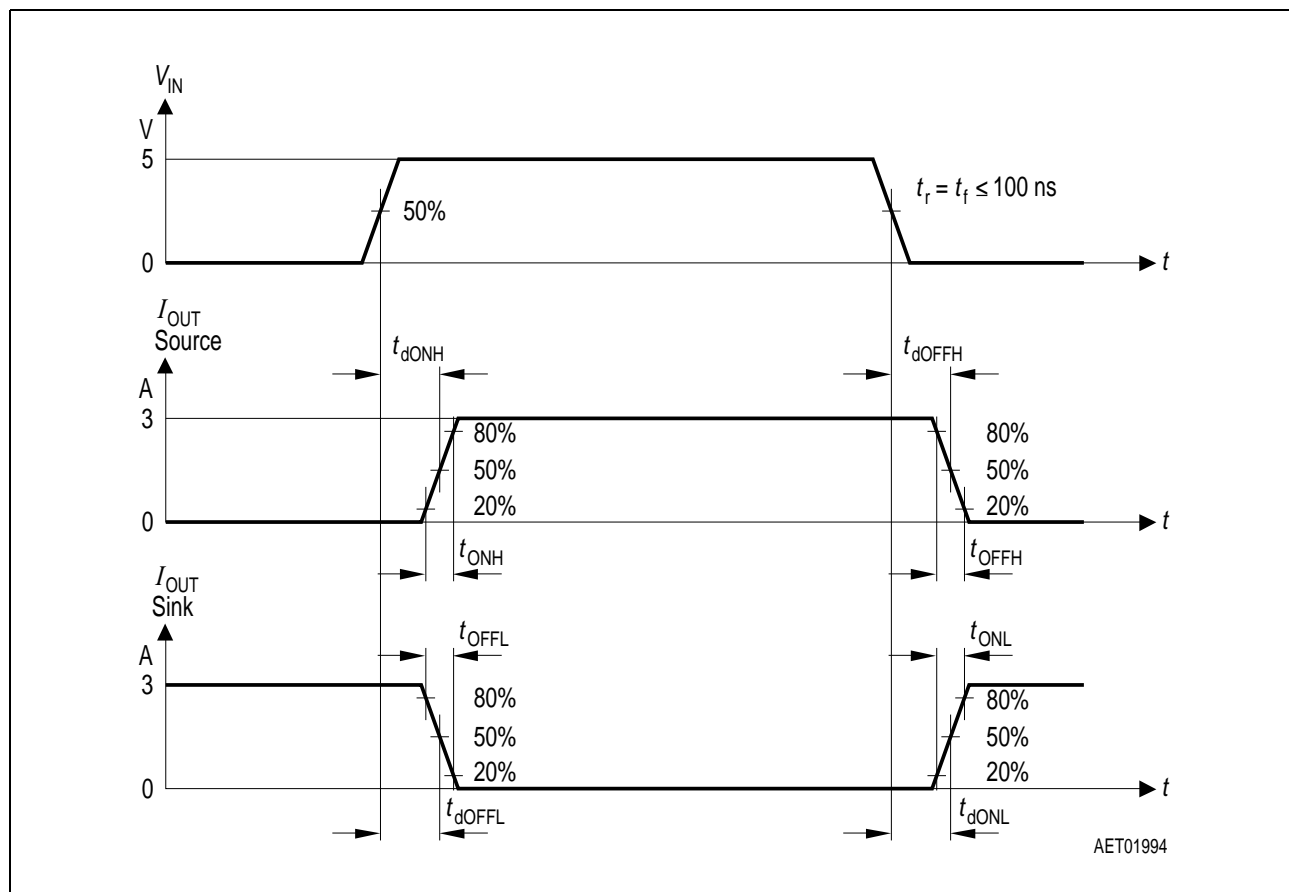 V_IN
V
5
50%
t_r = t_f ≤ 100 ns
0
t
I_OUT
Source
t_dONH
t_dOFFH
A
3
80%
80%
50%
50%
20%
20%
0
t
t_ONH
t_OFFH
I_OUT
Sink
t_OFFL
t_ONL
A
3
80%
80%
50%
50%
20%
20%
0
t
t_dOFFL
t_dONL
AET01994